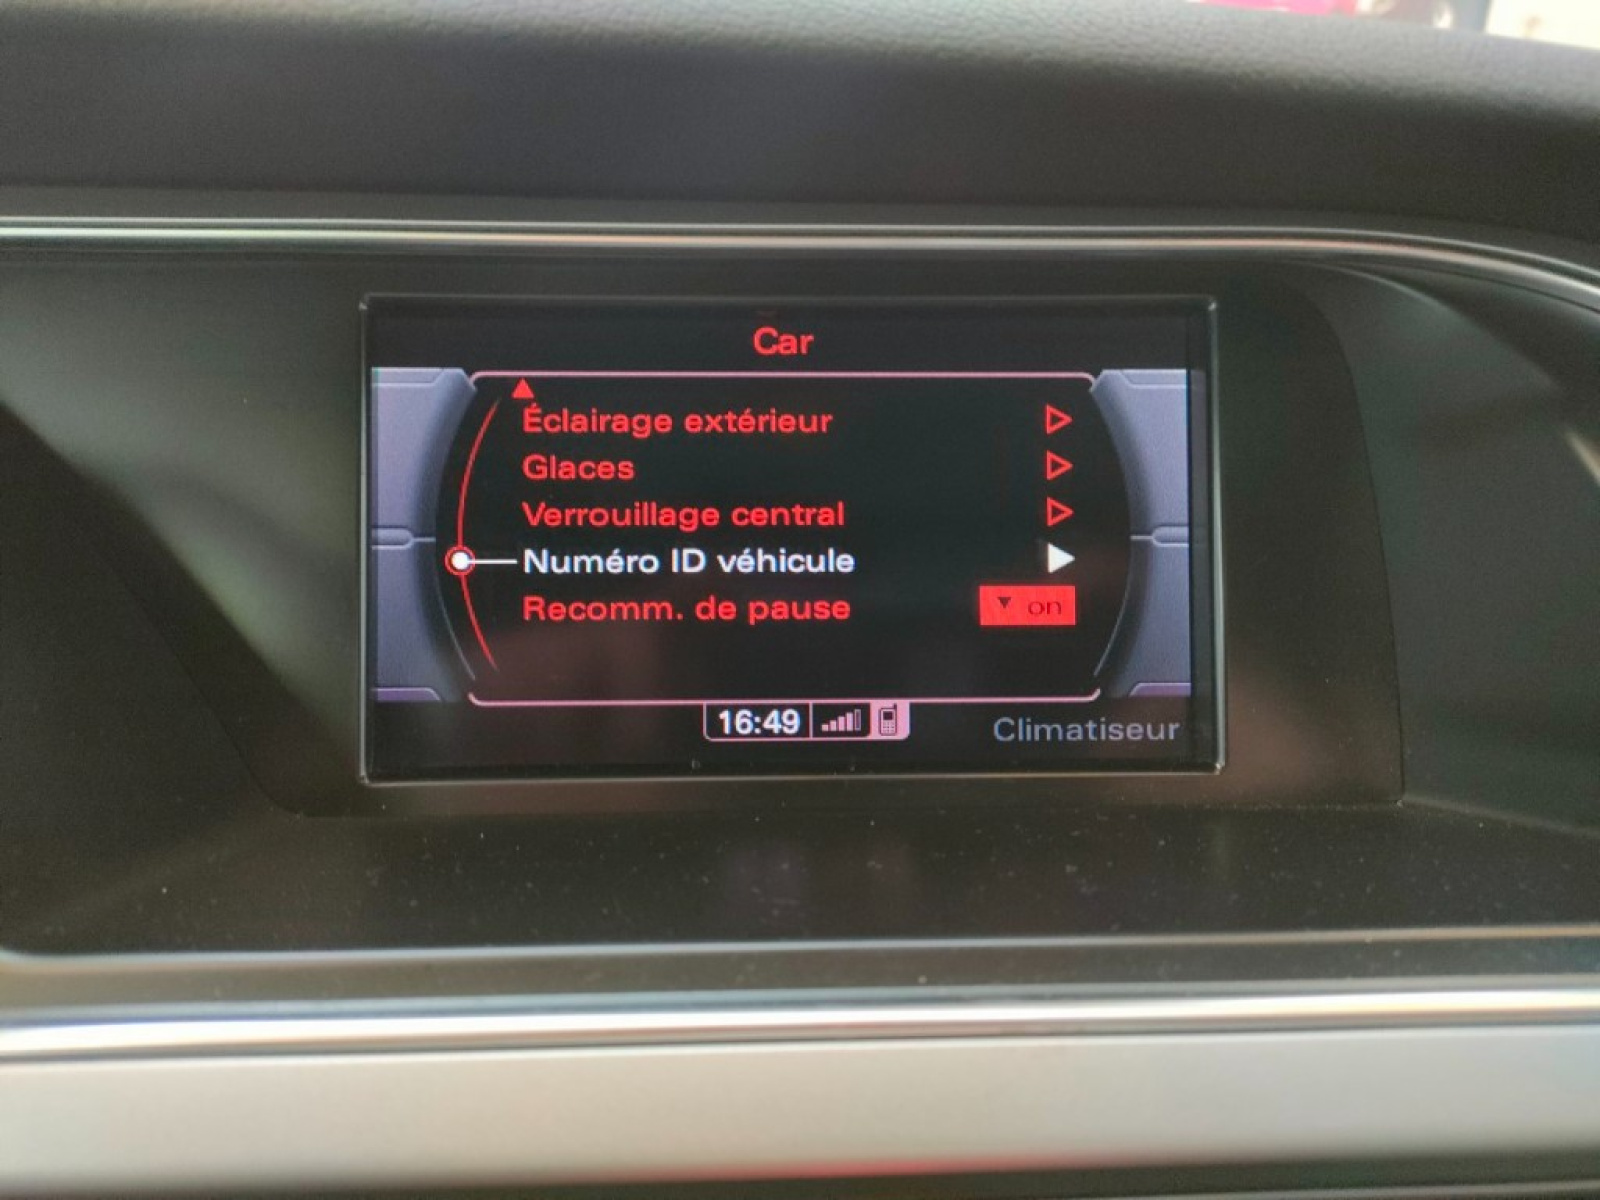 Car
Éclairage extérieur
Glaces
Verrouillage central
Numéro ID véhicule
Recomm. de pause on
16:49
Climatiseur